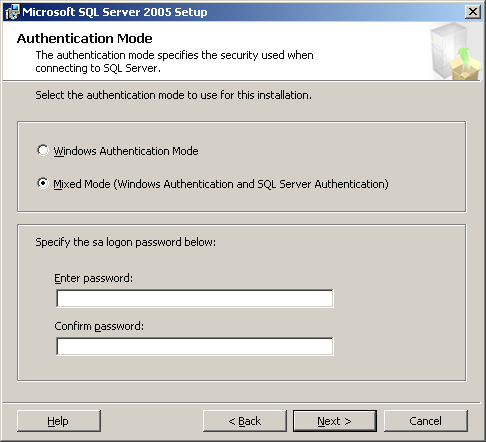 Microsoft SQL Server 2005 Setup
Authentication Mode
The authentication mode specifies the security used when
connecting to SQL Server.
Select the authentication mode to use for this installation.
Windows Authentication Mode
Mixed Mode (Windows Authentication and SQL Server Authentication)
Specify the sa logon password below:
Enter password:
Confirm password:
Help
< Back
Next >
Cancel